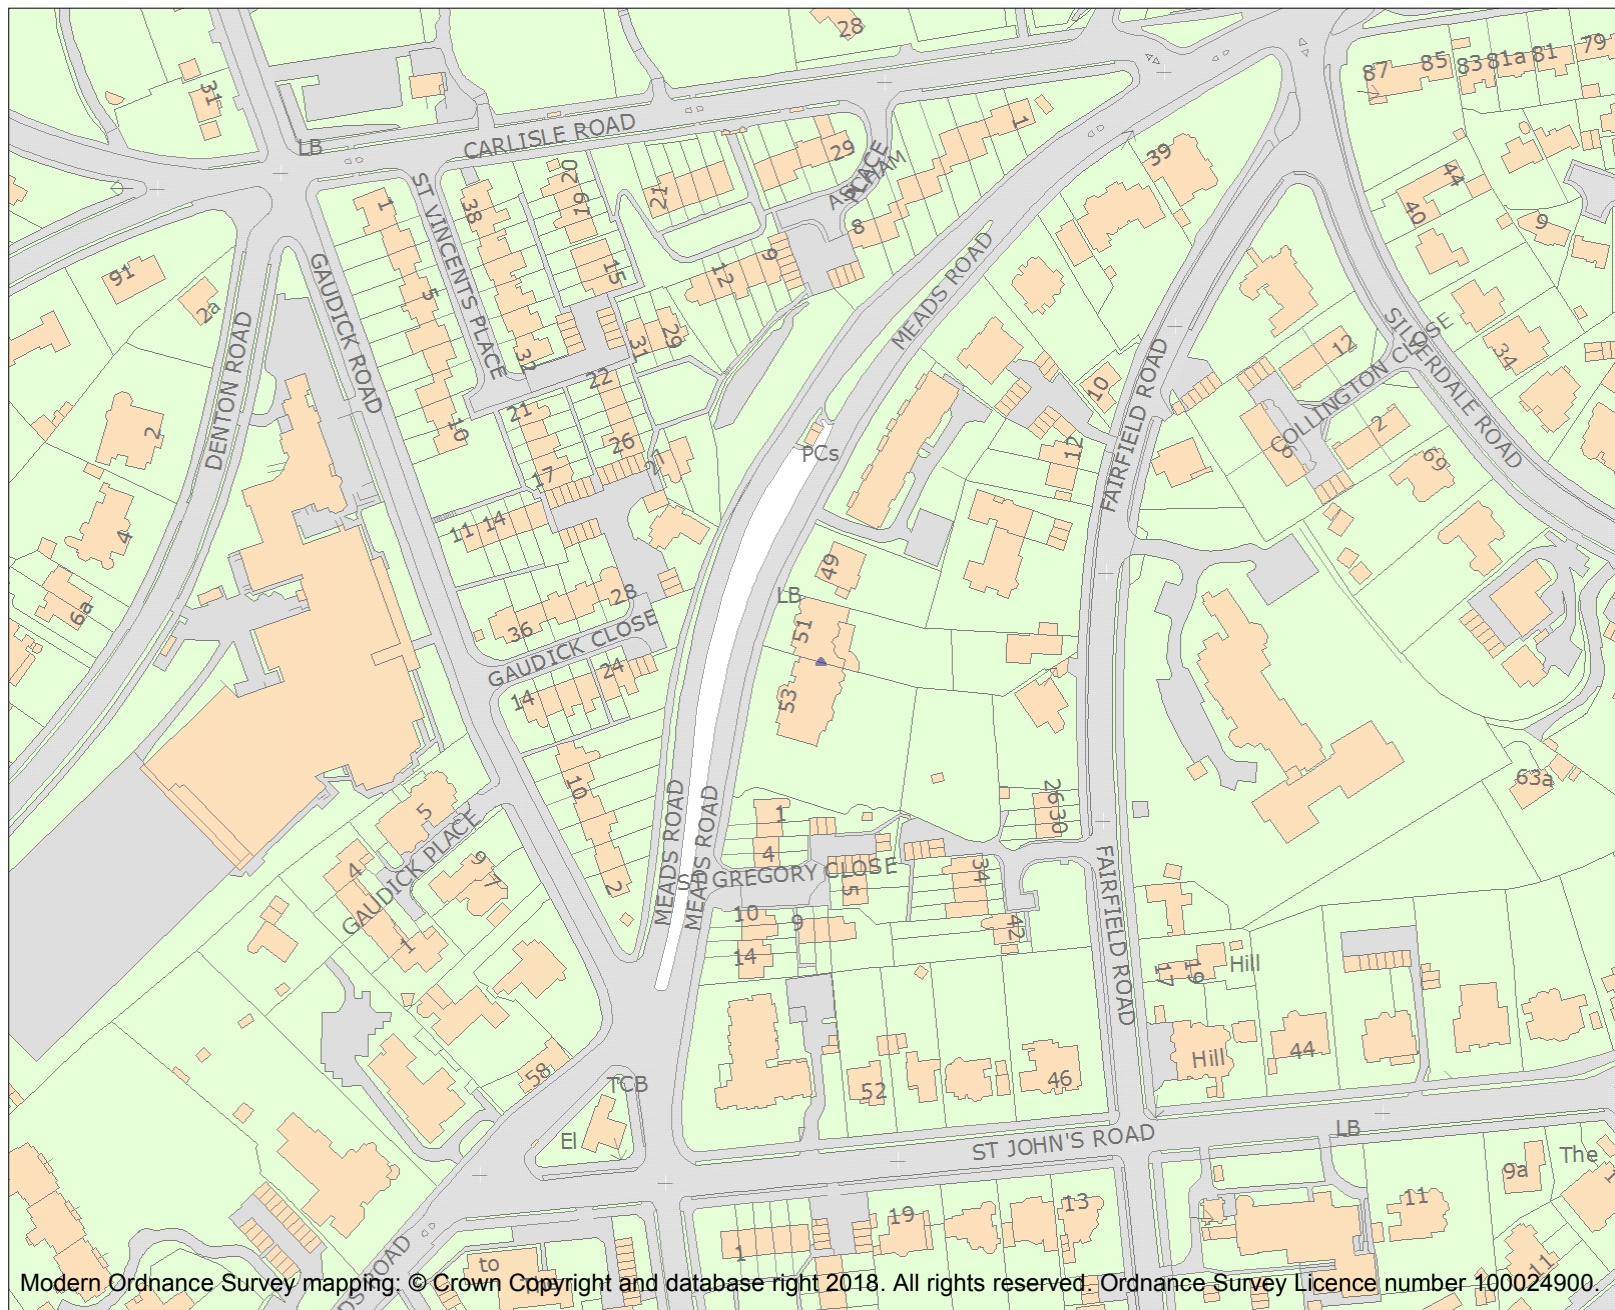 28
79
81
81a
83
85
87
31
LB
CARLISLE ROAD
1
29
ASCHAM
PLACE
39
44
40
9
ST VINCENTS PLACE
20
19
21
38
1
8
9
12
15
MEADS ROAD
91
2a
GAUDICK ROAD
5
DENTON ROAD
32
31
29
22
21
26
27
17
10
2
10
12
FAIRFIELD ROAD
SILVERDALE ROAD
COLLINGTON CLOSE
12
34
2
6
69
PCs
11
14
4
6a
28
36
GAUDICK CLOSE
24
14
49
LB
51
53
10
2
5
GAUDICK PLACE
4
9
7
1
MEADS ROAD
MEADS ROAD
1
4
ST GREGORY CLOSE
5
10
9
14
26
30
34
42
FAIRFIELD ROAD
63a
17
19
Hill
Hill
44
58
TCB
El
52
46
ST JOHN'S ROAD
LB
The
9a
11
13
19
1
to
11
Modern Ordnance Survey mapping: © Crown Copyright and database right 2018. All rights reserved. Ordnance Survey Licence number 100024900.